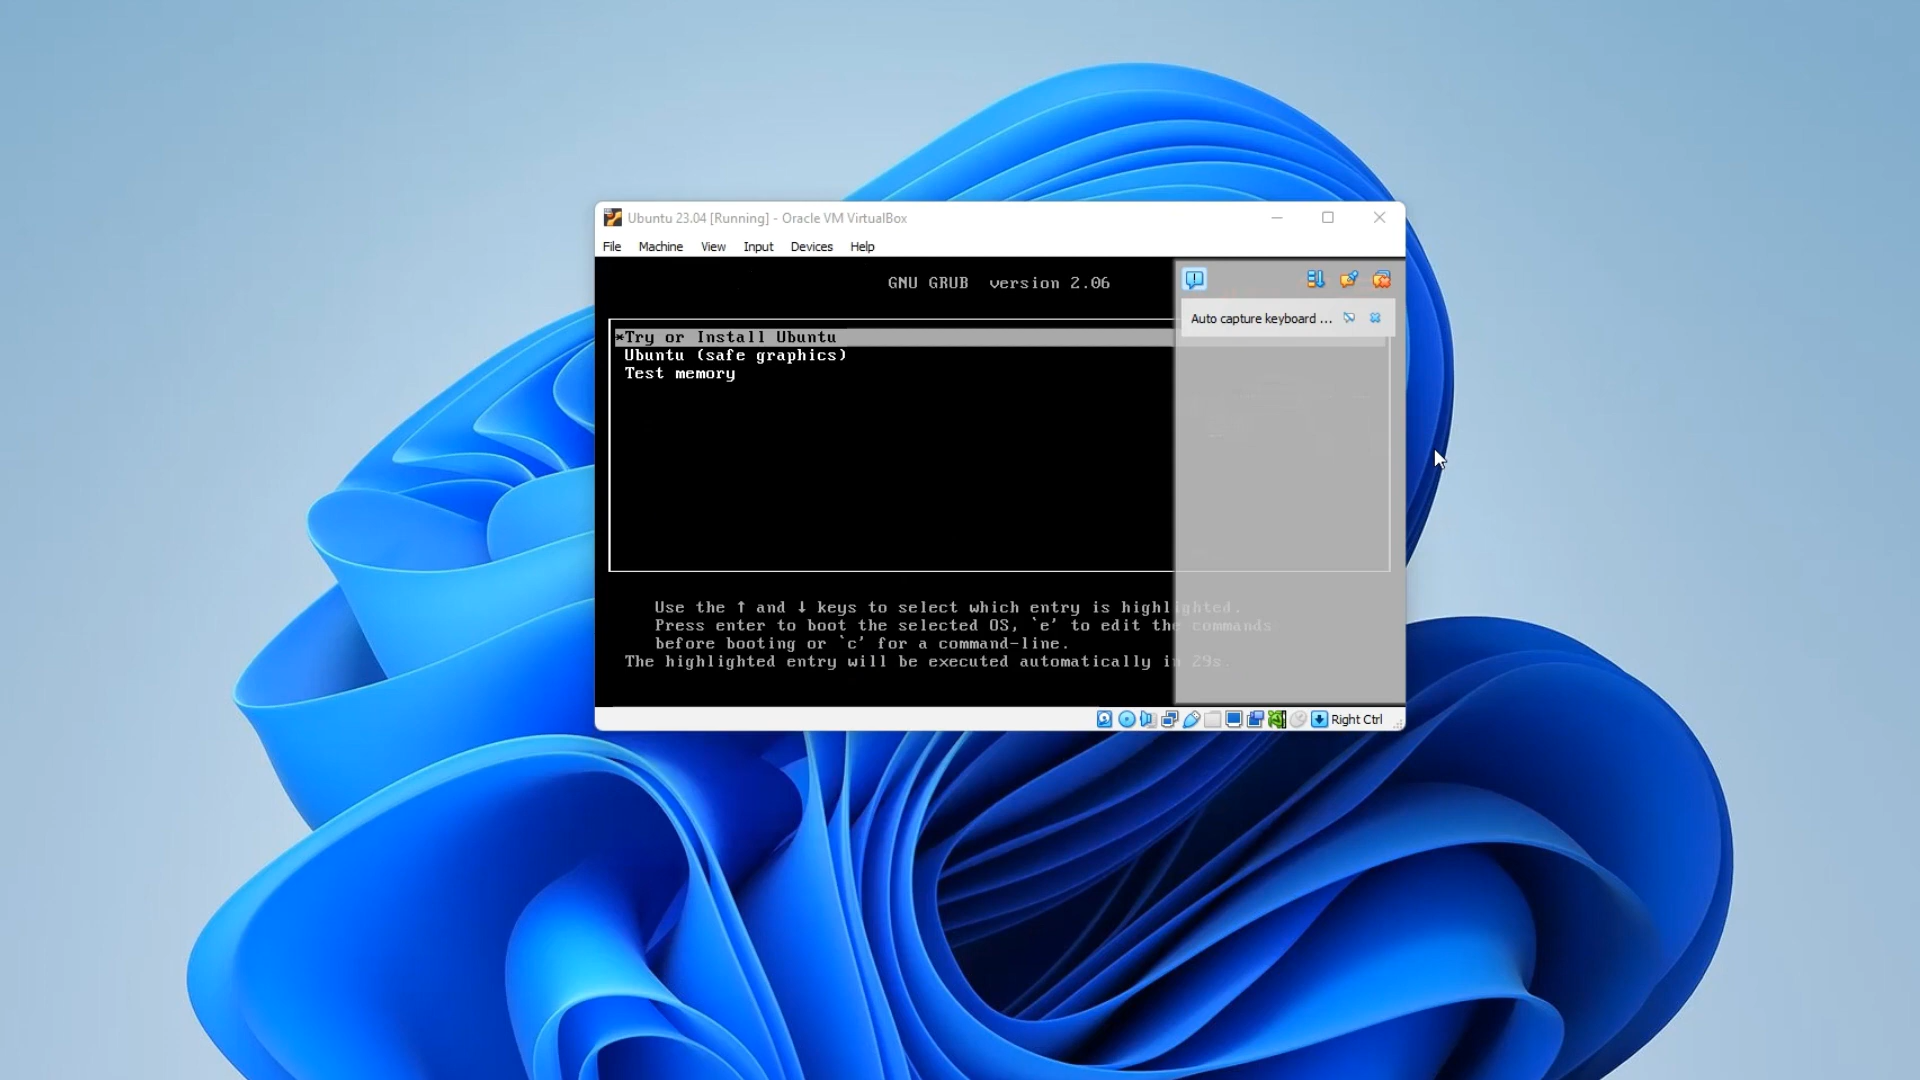 Ubuntu 23.04 [Running] - Oracle VM VirtualBox
File Machine View Input Devices Help
GNU GRUB version 2.06
Auto capture keyboard ...
*Try or Install Ubuntu
Ubuntu (safe graphics)
Test memory
Use the ↑ and ↓ keys to select which entry is highlighted.
Press enter to boot the selected OS, `e' to edit the commands
before booting or `c' for a command-line.
The highlighted entry will be executed automatically in 29s.
Right Ctrl